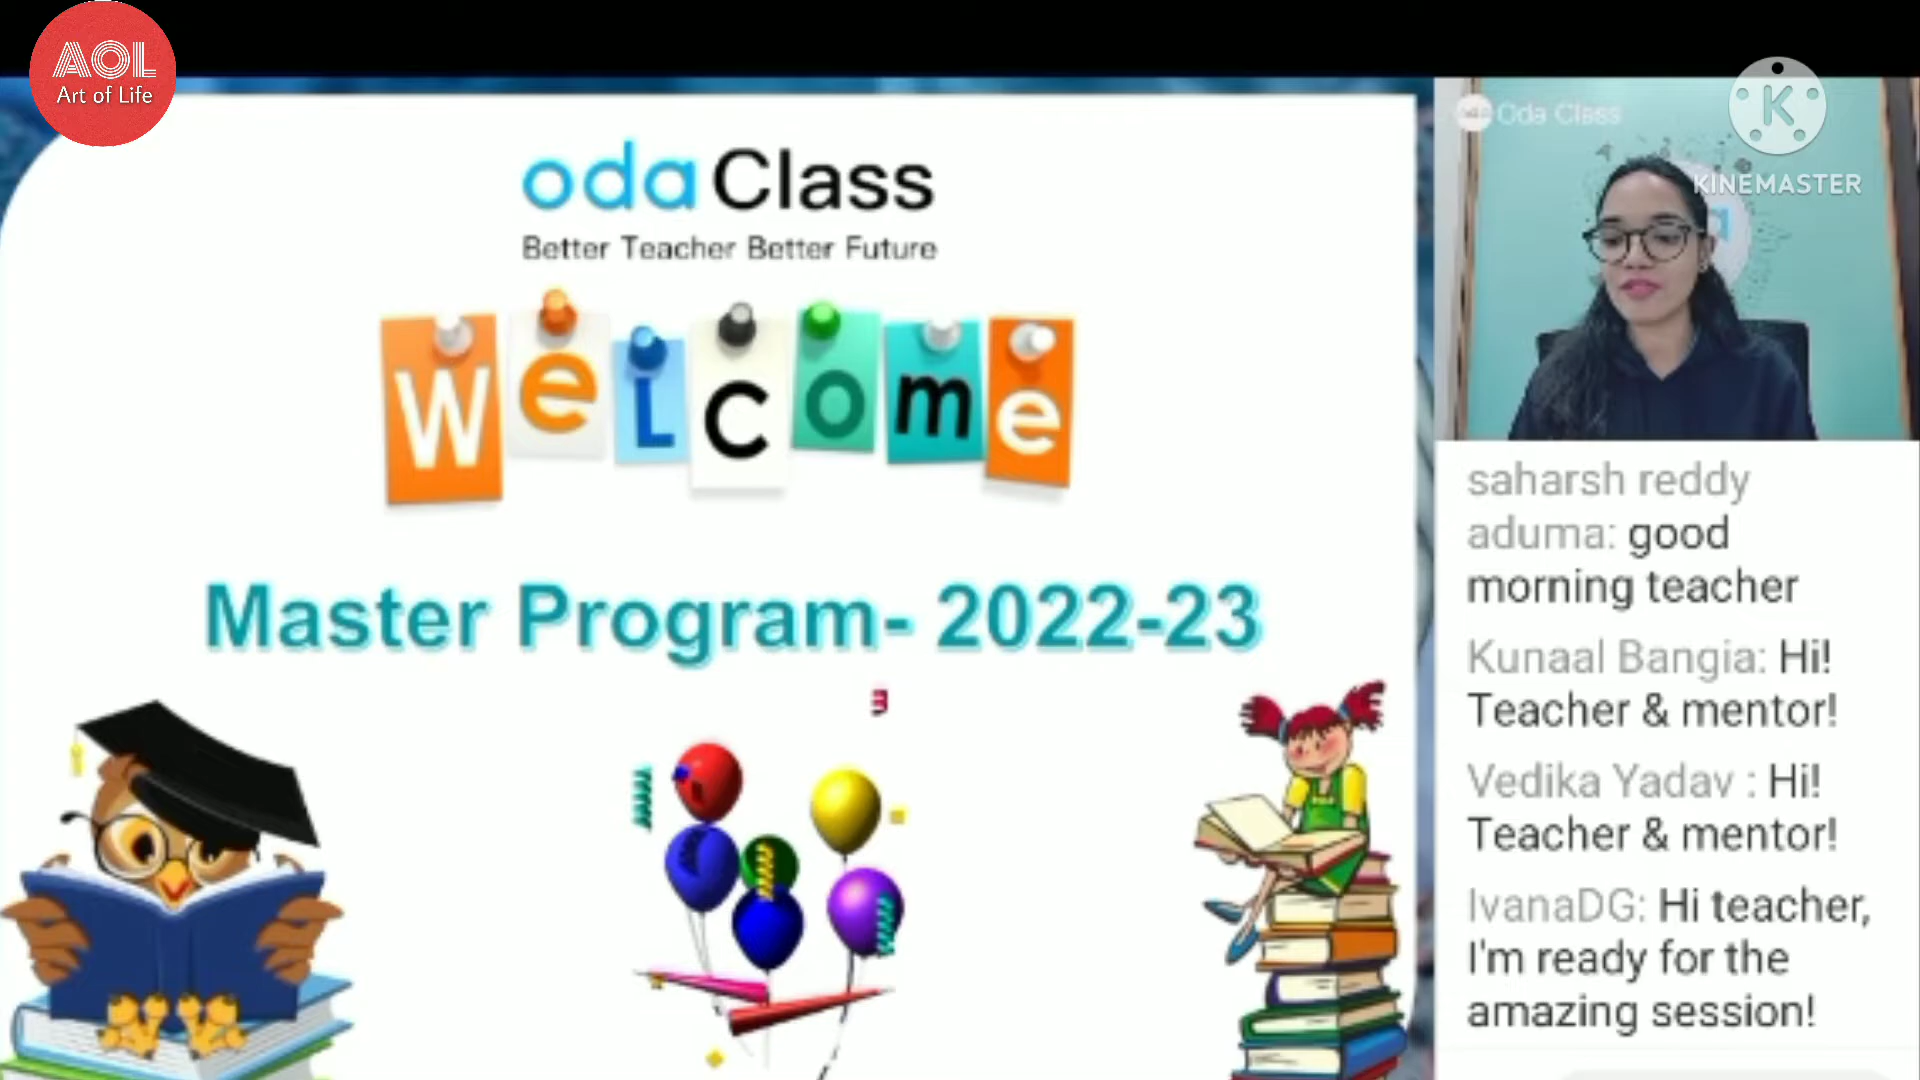 AOL
Art of Life
oda Class
Better Teacher Better Future
WeLcome
Master Program- 2022-23
Oda Class
K
KINEMASTER
saharsh reddy
aduma: good
morning teacher
Kunaal Bangia: Hi!
Teacher & mentor!
Vedika Yadav : Hi!
Teacher & mentor!
IvanaDG: Hi teacher,
I'm ready for the
amazing session!